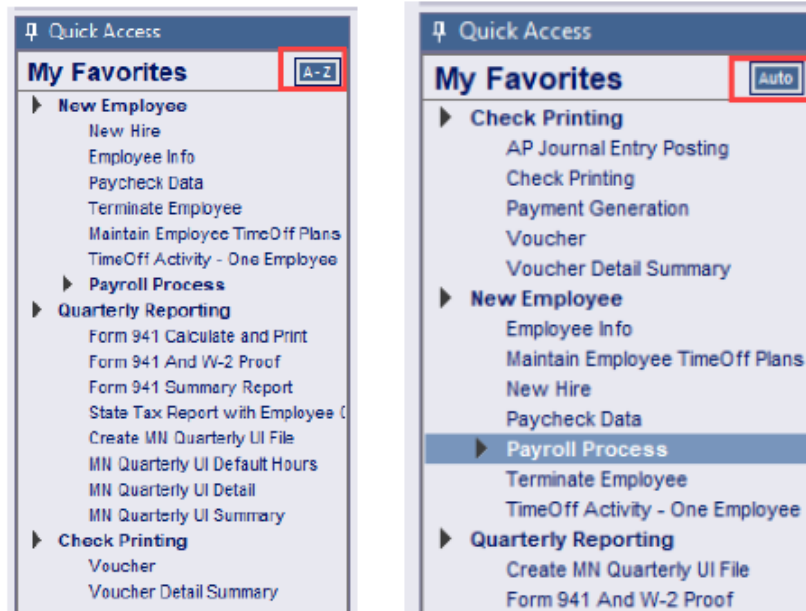 Quick Access
My Favorites
A-Z
New Employee
New Hire
Employee Info
Paycheck Data
Terminate Employee
Maintain Employee TimeOff Plans
TimeOff Activity - One Employee
Payroll Process
Quarterly Reporting
Form 941 Calculate and Print
Form 941 And W-2 Proof
Form 941 Summary Report
State Tax Report with Employee
Create MN Quarterly UI File
MN Quarterly UI Default Hours
MN Quarterly UI Detail
MN Quarterly UI Summary
Check Printing
Voucher
Voucher Detail Summary
Quick Access
My Favorites
Auto
Check Printing
AP Journal Entry Posting
Check Printing
Payment Generation
Voucher
Voucher Detail Summary
New Employee
Employee Info
Maintain Employee TimeOff Plans
New Hire
Paycheck Data
Payroll Process
Terminate Employee
TimeOff Activity - One Employee
Quarterly Reporting
Create MN Quarterly UI File
Form 941 And W-2 Proof